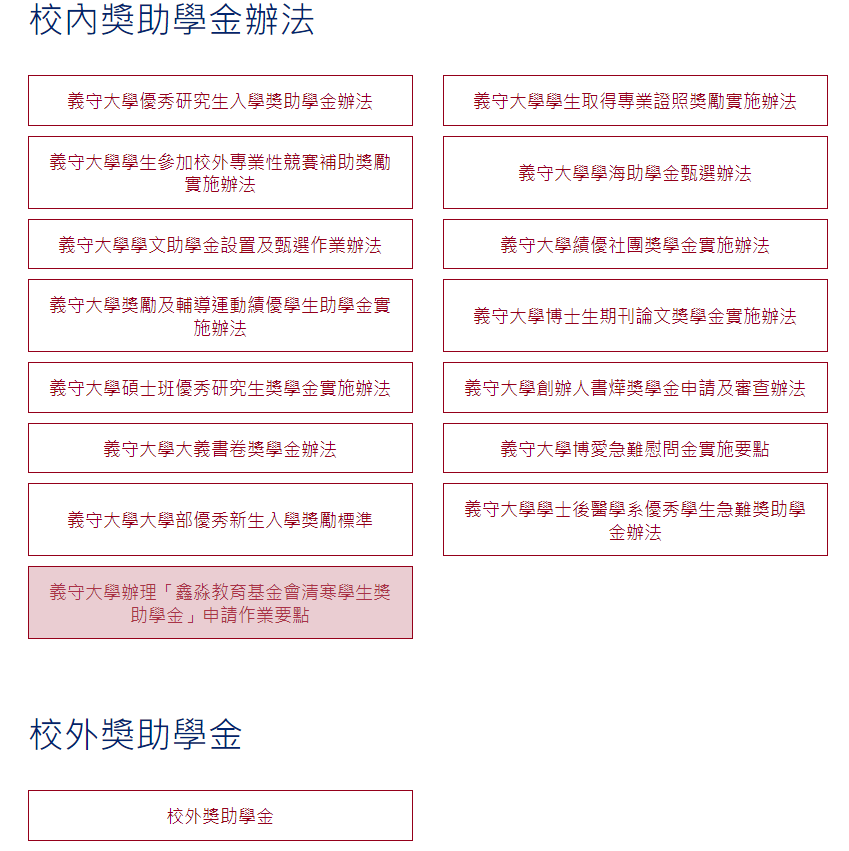 校內獎助學金辦法
義守大學優秀研究生入學獎助學金辦法
義守大學學生取得專業證照獎勵實施辦法
義守大學學生參加校外專業性競賽補助獎勵
實施辦法
義守大學學海助學金甄選辦法
義守大學學文助學金設置及甄選作業辦法
義守大學績優社團獎學金實施辦法
義守大學獎勵及輔導運動績優學生助學金實
施辦法
義守大學博士生期刊論文獎學金實施辦法
義守大學碩士班優秀研究生獎學金實施辦法
義守大學創辦人書燁獎學金申請及審查辦法
義守大學大義書卷獎學金辦法
義守大學博愛急難慰問金實施要點
義守大學大學部優秀新生入學獎勵標準
義守大學學士後醫學系優秀學生急難獎助學
金辦法
義守大學辦理「鑫淼教育基金會清寒學生獎
助學金」申請作業要點
校外獎助學金
校外獎助學金